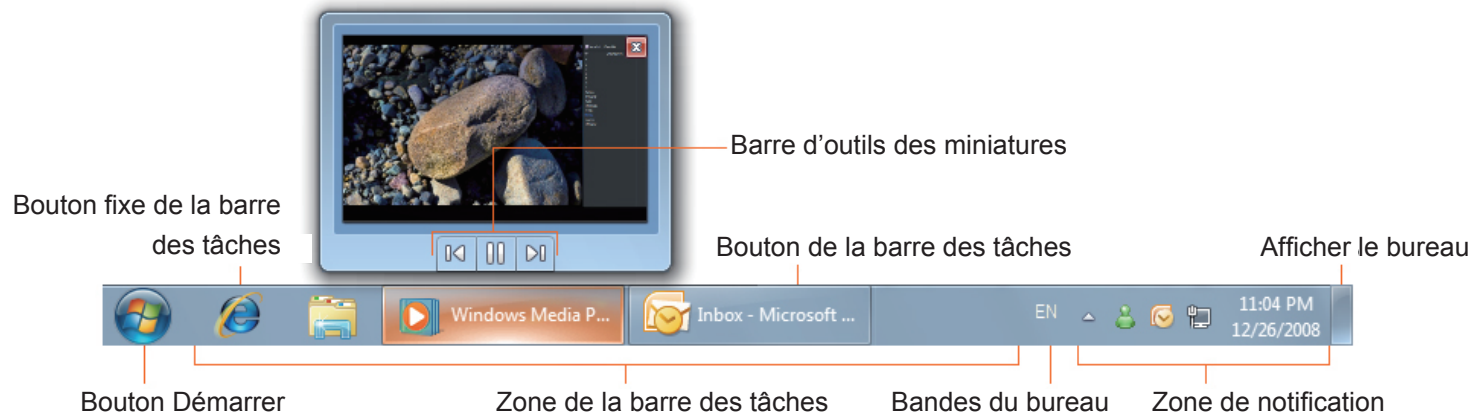 Barre d’outils des miniatures
Bouton fixe de la barre
des tâches
Bouton de la barre des tâches
Afficher le bureau
Windows Media P...
Inbox - Microsoft ...
EN
11:04 PM
12/26/2008
Bouton Démarrer
Zone de la barre des tâches
Bandes du bureau
Zone de notification